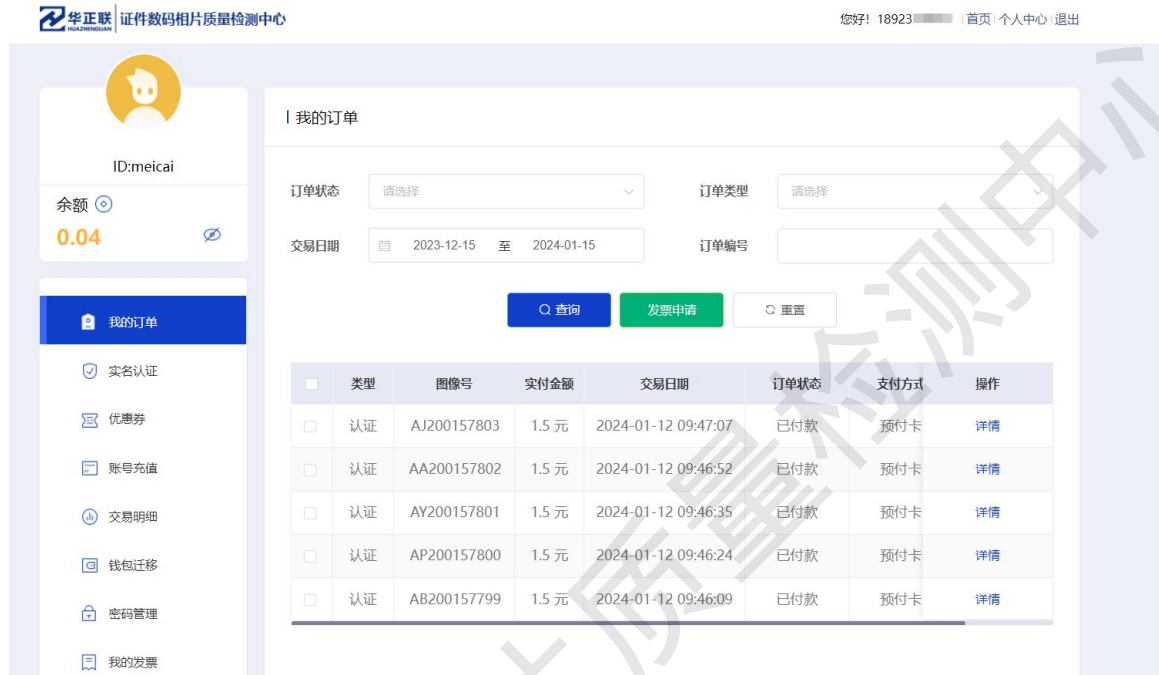 华正联 HUAZHENGLIAN 证件数码相片质量检测中心
您好！18923 首页 个人中心 退出
ID:meicai
余额
0.04
我的订单
实名认证
优惠券
账号充值
交易明细
钱包迁移
密码管理
我的发票
我的订单
订单状态 请选择 订单类型 请选择
交易日期 2023-12-15 至 2024-01-15 订单编号
查询 发票申请 重置
类型 图像号 实付金额 交易日期 订单状态 支付方式 操作
认证 AJ200157803 1.5 元 2024-01-12 09:47:07 已付款 预付卡 详情
认证 AA200157802 1.5 元 2024-01-12 09:46:52 已付款 预付卡 详情
认证 AY200157801 1.5 元 2024-01-12 09:46:35 已付款 预付卡 详情
认证 AP200157800 1.5 元 2024-01-12 09:46:24 已付款 预付卡 详情
认证 AB200157799 1.5 元 2024-01-12 09:46:09 已付款 预付卡 详情
质量检测中心